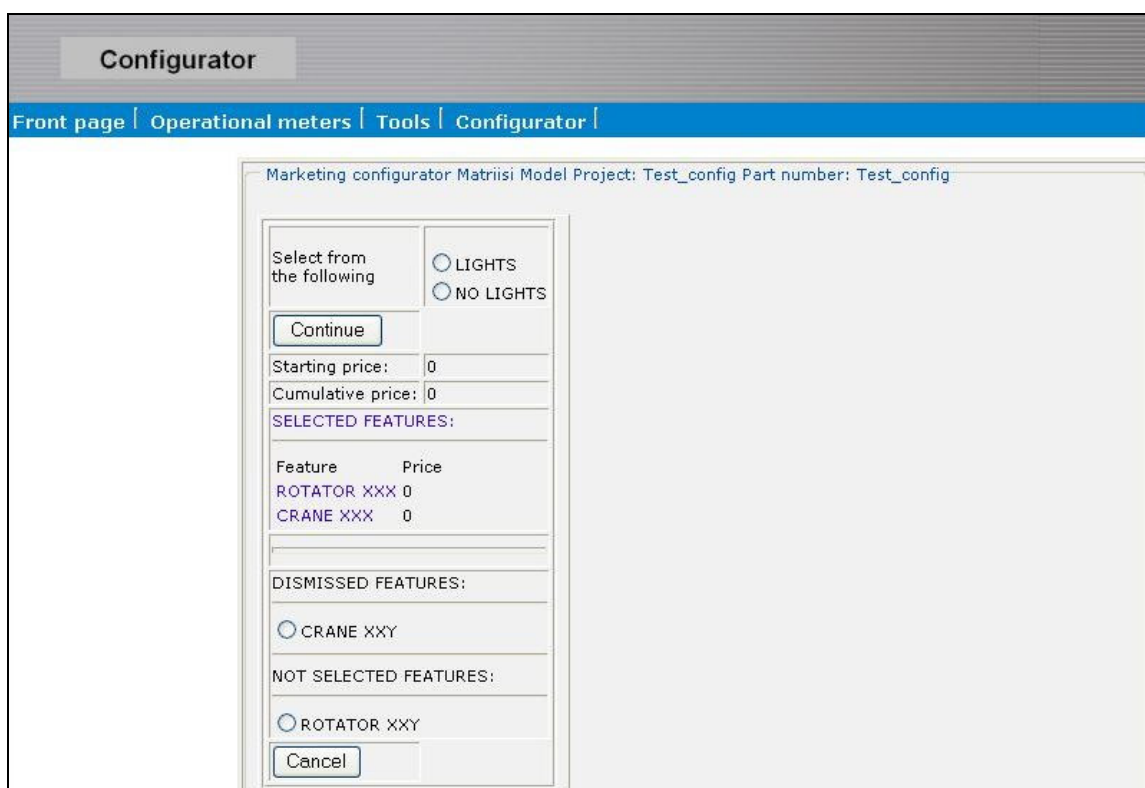 Configurator
Front page Operational meters Tools Configurator
Marketing configurator Matriisi Model Project: Test_config Part number: Test_config
Select from
the following
LIGHTS
NO LIGHTS
Continue
Starting price: 0
Cumulative price: 0
SELECTED FEATURES:
Feature Price
ROTATOR XXX 0
CRANE XXX 0
DISMISSED FEATURES:
CRANE XXY
NOT SELECTED FEATURES:
ROTATOR XXY
Cancel